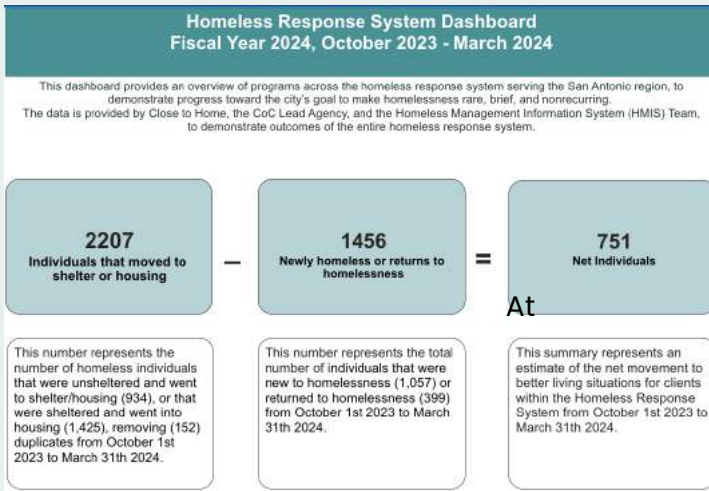 Homeless Response System Dashboard
Fiscal Year 2024, October 2023 - March 2024
This dashboard provides an overview of programs across the homeless response system serving the San Antonio region, to
demonstrate progress toward the city's goal to make homelessness rare, brief, and nonrecurring.
The data is provided by Close to Home, the CoC Lead Agency, and the Homeless Management Information System (HMIS) Team,
to demonstrate outcomes of the entire homeless response system.
2207
Individuals that moved to
shelter or housing
–
1456
Newly homeless or returns to
homelessness
=
751
Net Individuals
At
This number represents the
number of homeless individuals
that were unsheltered and went
to shelter/housing (934), or that
were sheltered and went into
housing (1,425), removing (152)
duplicates from October 1st
2023 to March 31th 2024.
This number represents the total
number of individuals that were
new to homelessness (1,057) or
returned to homelessness (399)
from October 1st 2023 to March
31th 2024.
This summary represents an
estimate of the net movement to
better living situations for clients
within the Homeless Response
System from October 1st 2023 to
March 31th 2024.